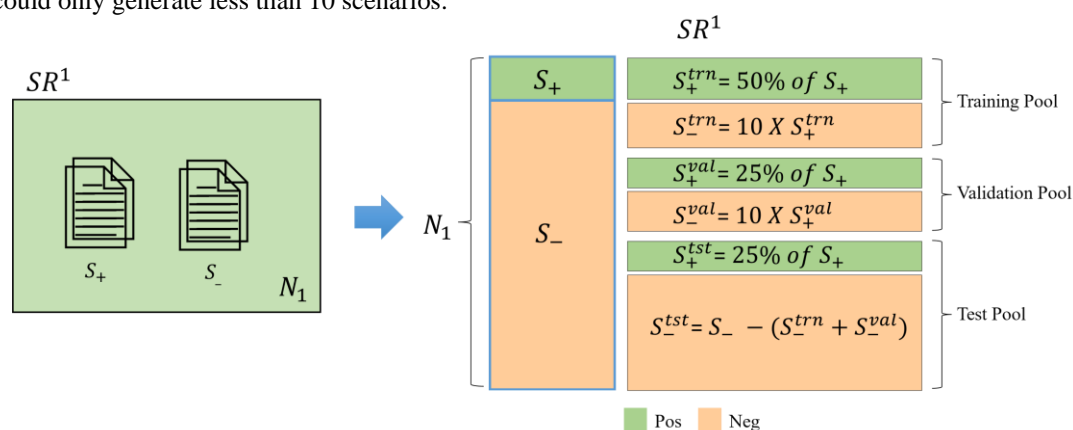 could only generate less than 10 scenarios.
SR¹
S₊
S₋
N₁
SR¹
N₁
S₊
S₋
S₊ᵗʳⁿ= 50% of S₊
S₋ᵗʳⁿ= 10 X S₊ᵗʳⁿ
Training Pool
S₊ᵛᵃˡ= 25% of S₊
S₋ᵛᵃˡ= 10 X S₊ᵛᵃˡ
Validation Pool
S₊ᵗˢᵗ= 25% of S₊
S₋ᵗˢᵗ= S₋ − (S₋ᵗʳⁿ + S₋ᵛᵃˡ)
Test Pool
Pos Neg